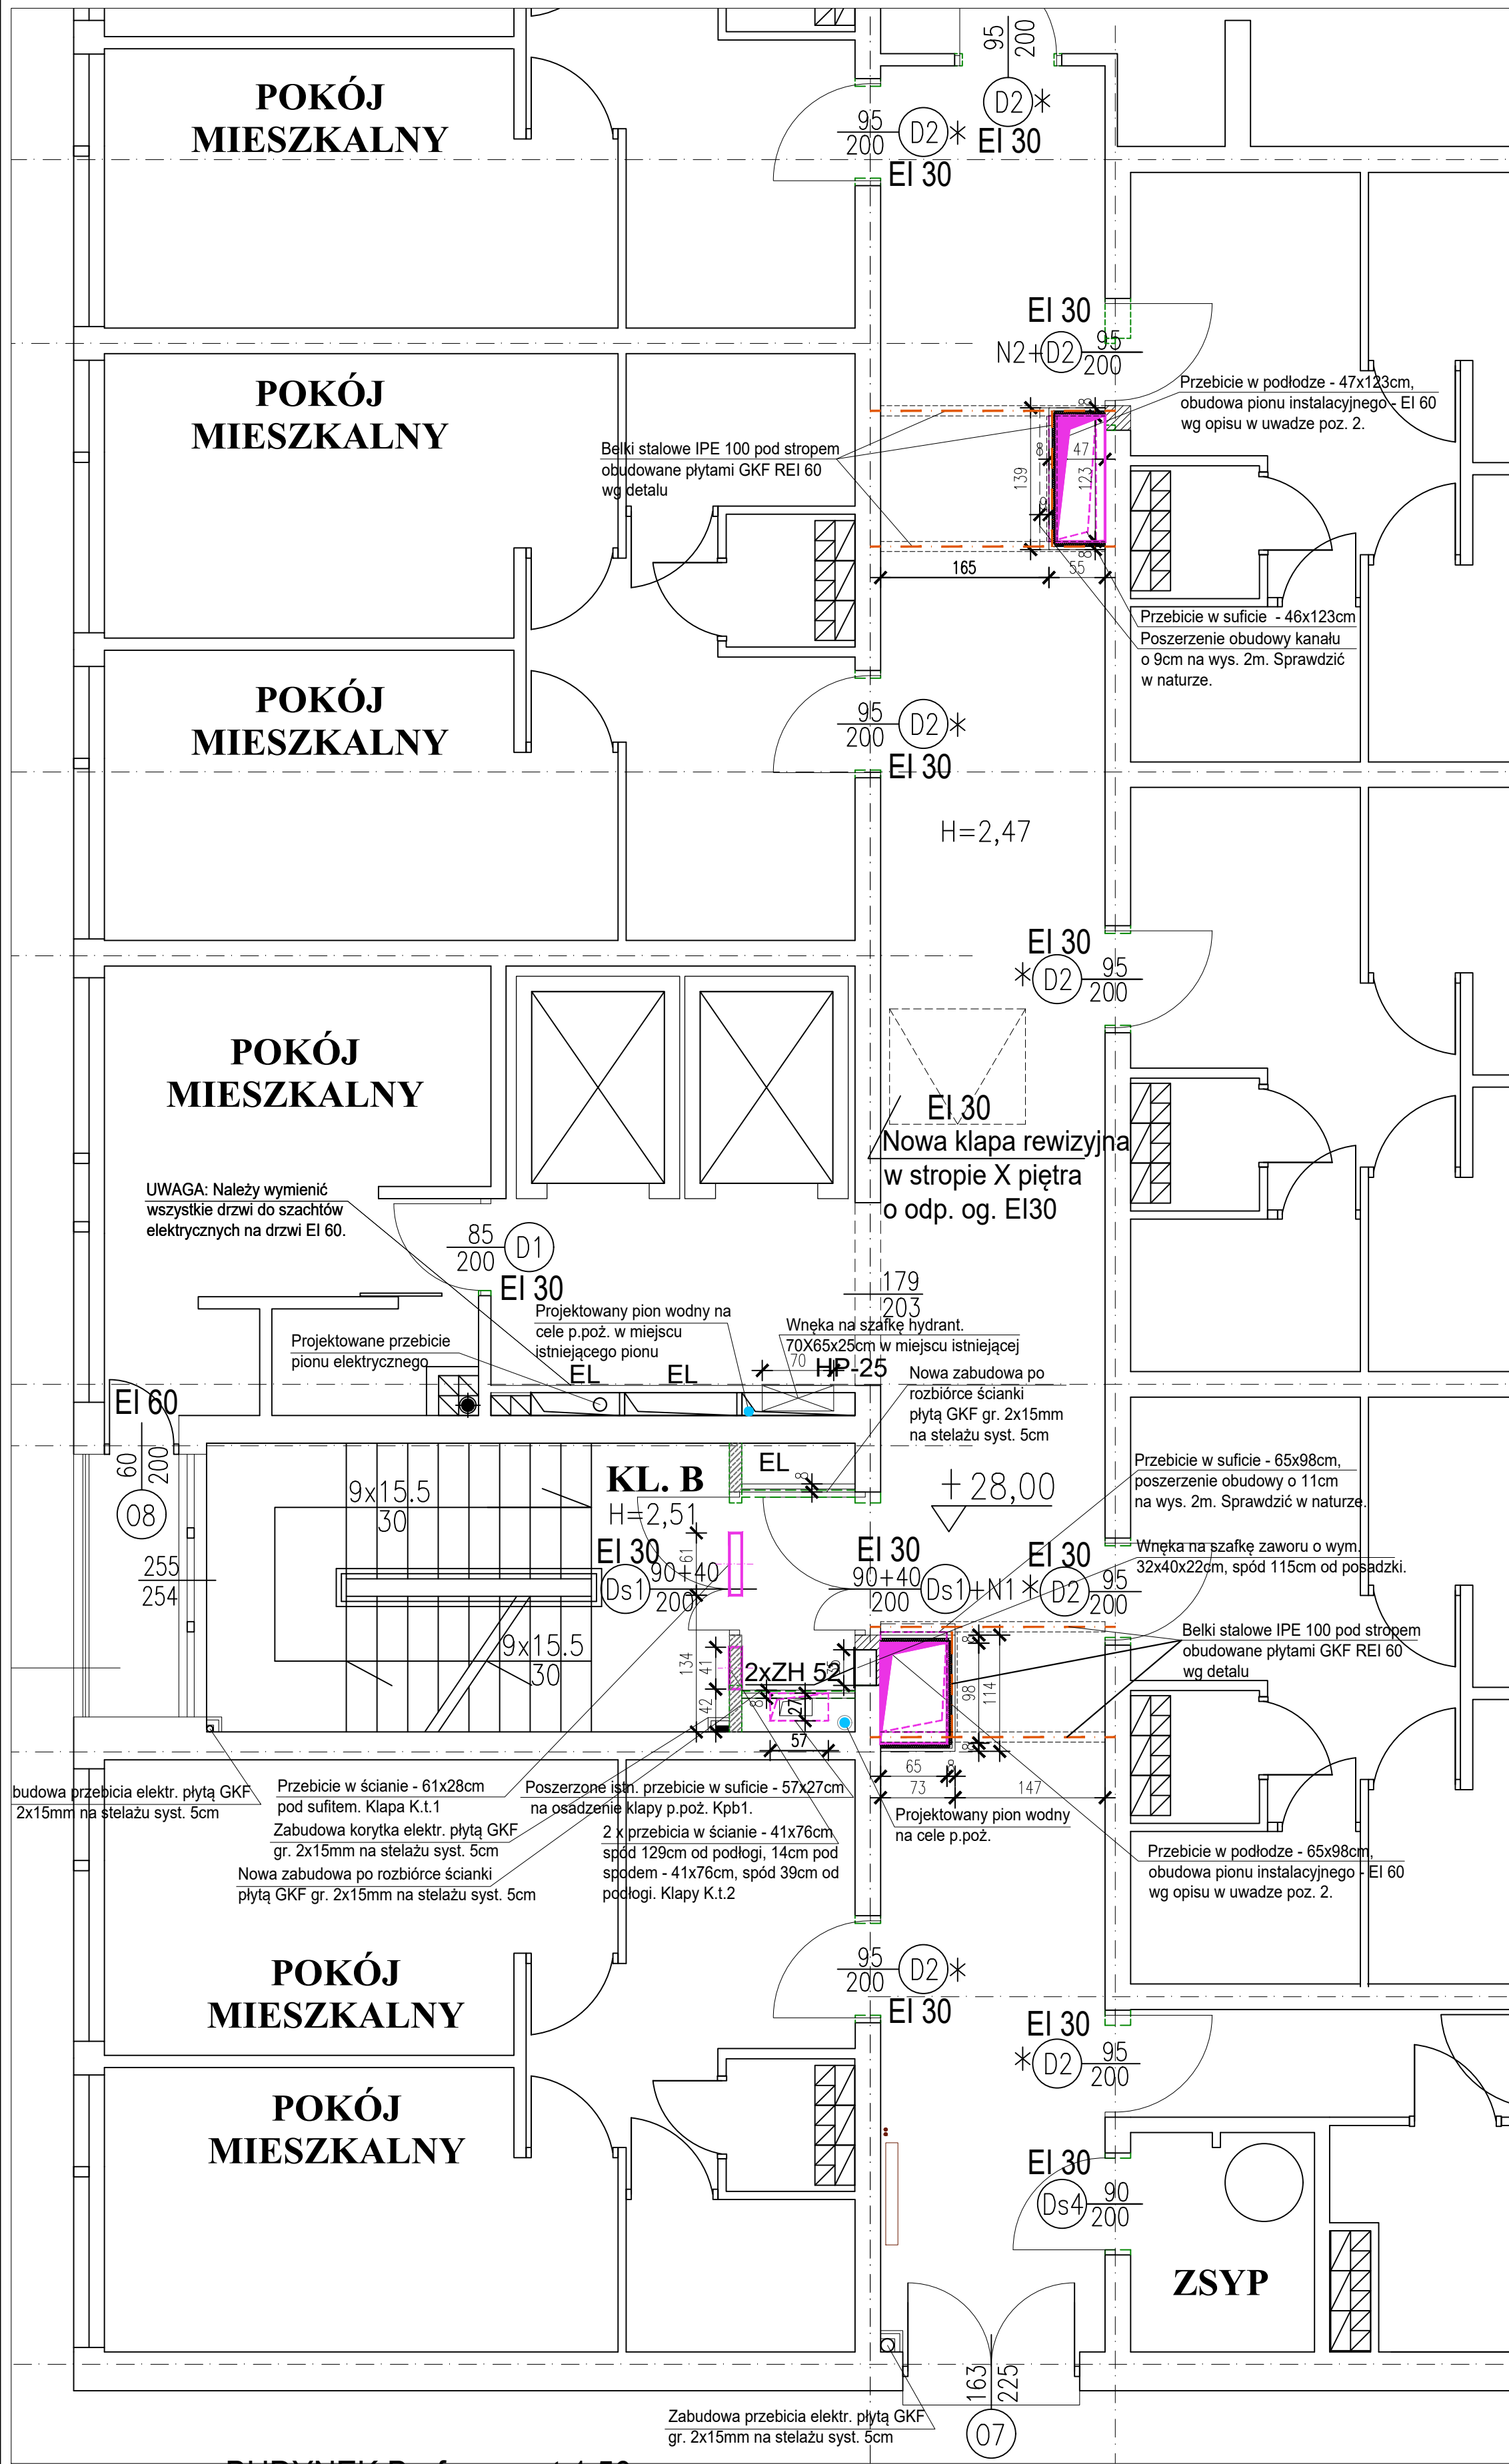 95
200
D2
*
EI 30
POKÓJ
MIESZKALNY
95
200
D2
*
EI 30
EI 30
N2+
D2
95
200
Przebicie w podłodze - 47x123cm,
obudowa pionu instalacyjnego - EI 60
wg opisu w uwadze poz. 2.
POKÓJ
MIESZKALNY
Belki stalowe IPE 100 pod stropem
obudowane płytami GKF REI 60
wg detalu
8
8
47
139
123
8
8
165
55
Przebicie w suficie - 46x123cm
Poszerzenie obudowy kanału
o 9cm na wys. 2m. Sprawdzić
w naturze.
POKÓJ
MIESZKALNY
95
200
D2
*
EI 30
H=2,47
EI 30
*
D2
95
200
POKÓJ
MIESZKALNY
EI 30
Nowa klapa rewizyjna
w stropie X piętra
o odp. og. EI30
UWAGA: Należy wymienić
wszystkie drzwi do szachtów
elektrycznych na drzwi EI 60.
85
200
D1
EI 30
179
203
Projektowany pion wodny na
cele p.poż. w miejscu
istniejącego pionu
Wnęka na szafkę hydrant.
70X65x25cm w miejscu istniejącej
Projektowane przebicie
pionu elektrycznego
EL
EL
70
HP-25
Nowa zabudowa po
rozbiórce ścianki
płytą GKF gr. 2x15mm
na stelażu syst. 5cm
EI 60
60
200
08
255
254
9x15.5
30
KL. B
H=2,51
EL
8
+ 28,00
Przebicie w suficie - 65x98cm,
poszerzenie obudowy o 11cm
na wys. 2m. Sprawdzić w naturze.
Wnęka na szafkę zaworu o wym.
32x40x22cm, spód 115cm od posadzki.
EI 30
Ds1
90+40
200
61
EI 30
90+40
200
Ds1
+N1
EI 30
*
D2
95
200
9x15.5
30
134
41
42
2xZH 52
8
27
57
8
98
114
8
65
8
73
147
Belki stalowe IPE 100 pod stropem
obudowane płytami GKF REI 60
wg detalu
budowa przebicia elektr. płytą GKF
2x15mm na stelażu syst. 5cm
Przebicie w ścianie - 61x28cm
pod sufitem. Klapa K.t.1
Zabudowa korytka elektr. płytą GKF
gr. 2x15mm na stelażu syst. 5cm
Nowa zabudowa po rozbiórce ścianki
płytą GKF gr. 2x15mm na stelażu syst. 5cm
Poszerzone istn. przebicie w suficie - 57x27cm
na osadzenie klapy p.poż. Kpb1.
2 x przebicia w ścianie - 41x76cm
spód 129cm od podłogi, 14cm pod
spodem - 41x76cm, spód 39cm od
podłogi. Klapy K.t.2
Projektowany pion wodny
na cele p.poż.
Przebicie w podłodze - 65x98cm,
obudowa pionu instalacyjnego - EI 60
wg opisu w uwadze poz. 2.
POKÓJ
MIESZKALNY
95
200
D2
*
EI 30
EI 30
*
D2
95
200
POKÓJ
MIESZKALNY
EI 30
Ds4
90
200
ZSYP
163
225
07
Zabudowa przebicia elektr. płytą GKF
gr. 2x15mm na stelażu syst. 5cm